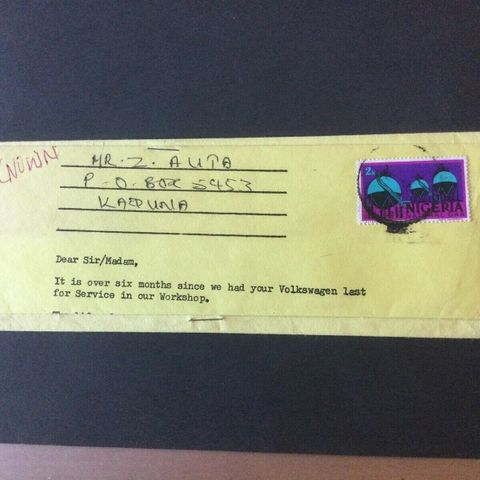 KNOWN
MR. Z. AUTA
P. O. BOX 5453
KADUNA
2k
NIGERIA
Dear Sir/Madam,
It is over six months since we had your Volkswagen last
for Service in our Workshop.